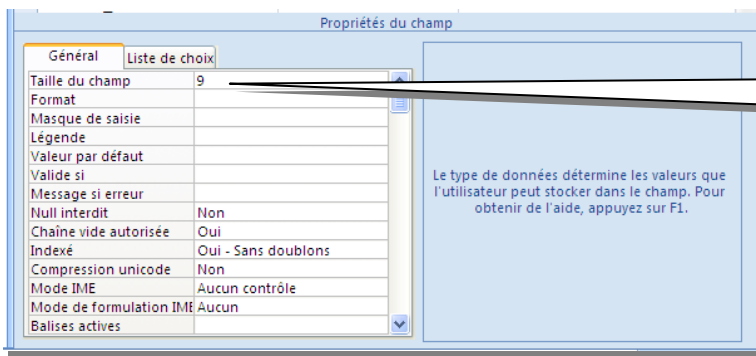 Propriétés du champ
Général Liste de choix
Taille du champ 9
Format
Masque de saisie
Légende
Valeur par défaut
Valide si
Message si erreur
Null interdit Non
Chaîne vide autorisée Oui
Indexé Oui - Sans doublons
Compression unicode Non
Mode IME Aucun contrôle
Mode de formulation IME Aucun
Balises actives
Le type de données détermine les valeurs que
l'utilisateur peut stocker dans le champ. Pour
obtenir de l'aide, appuyez sur F1.